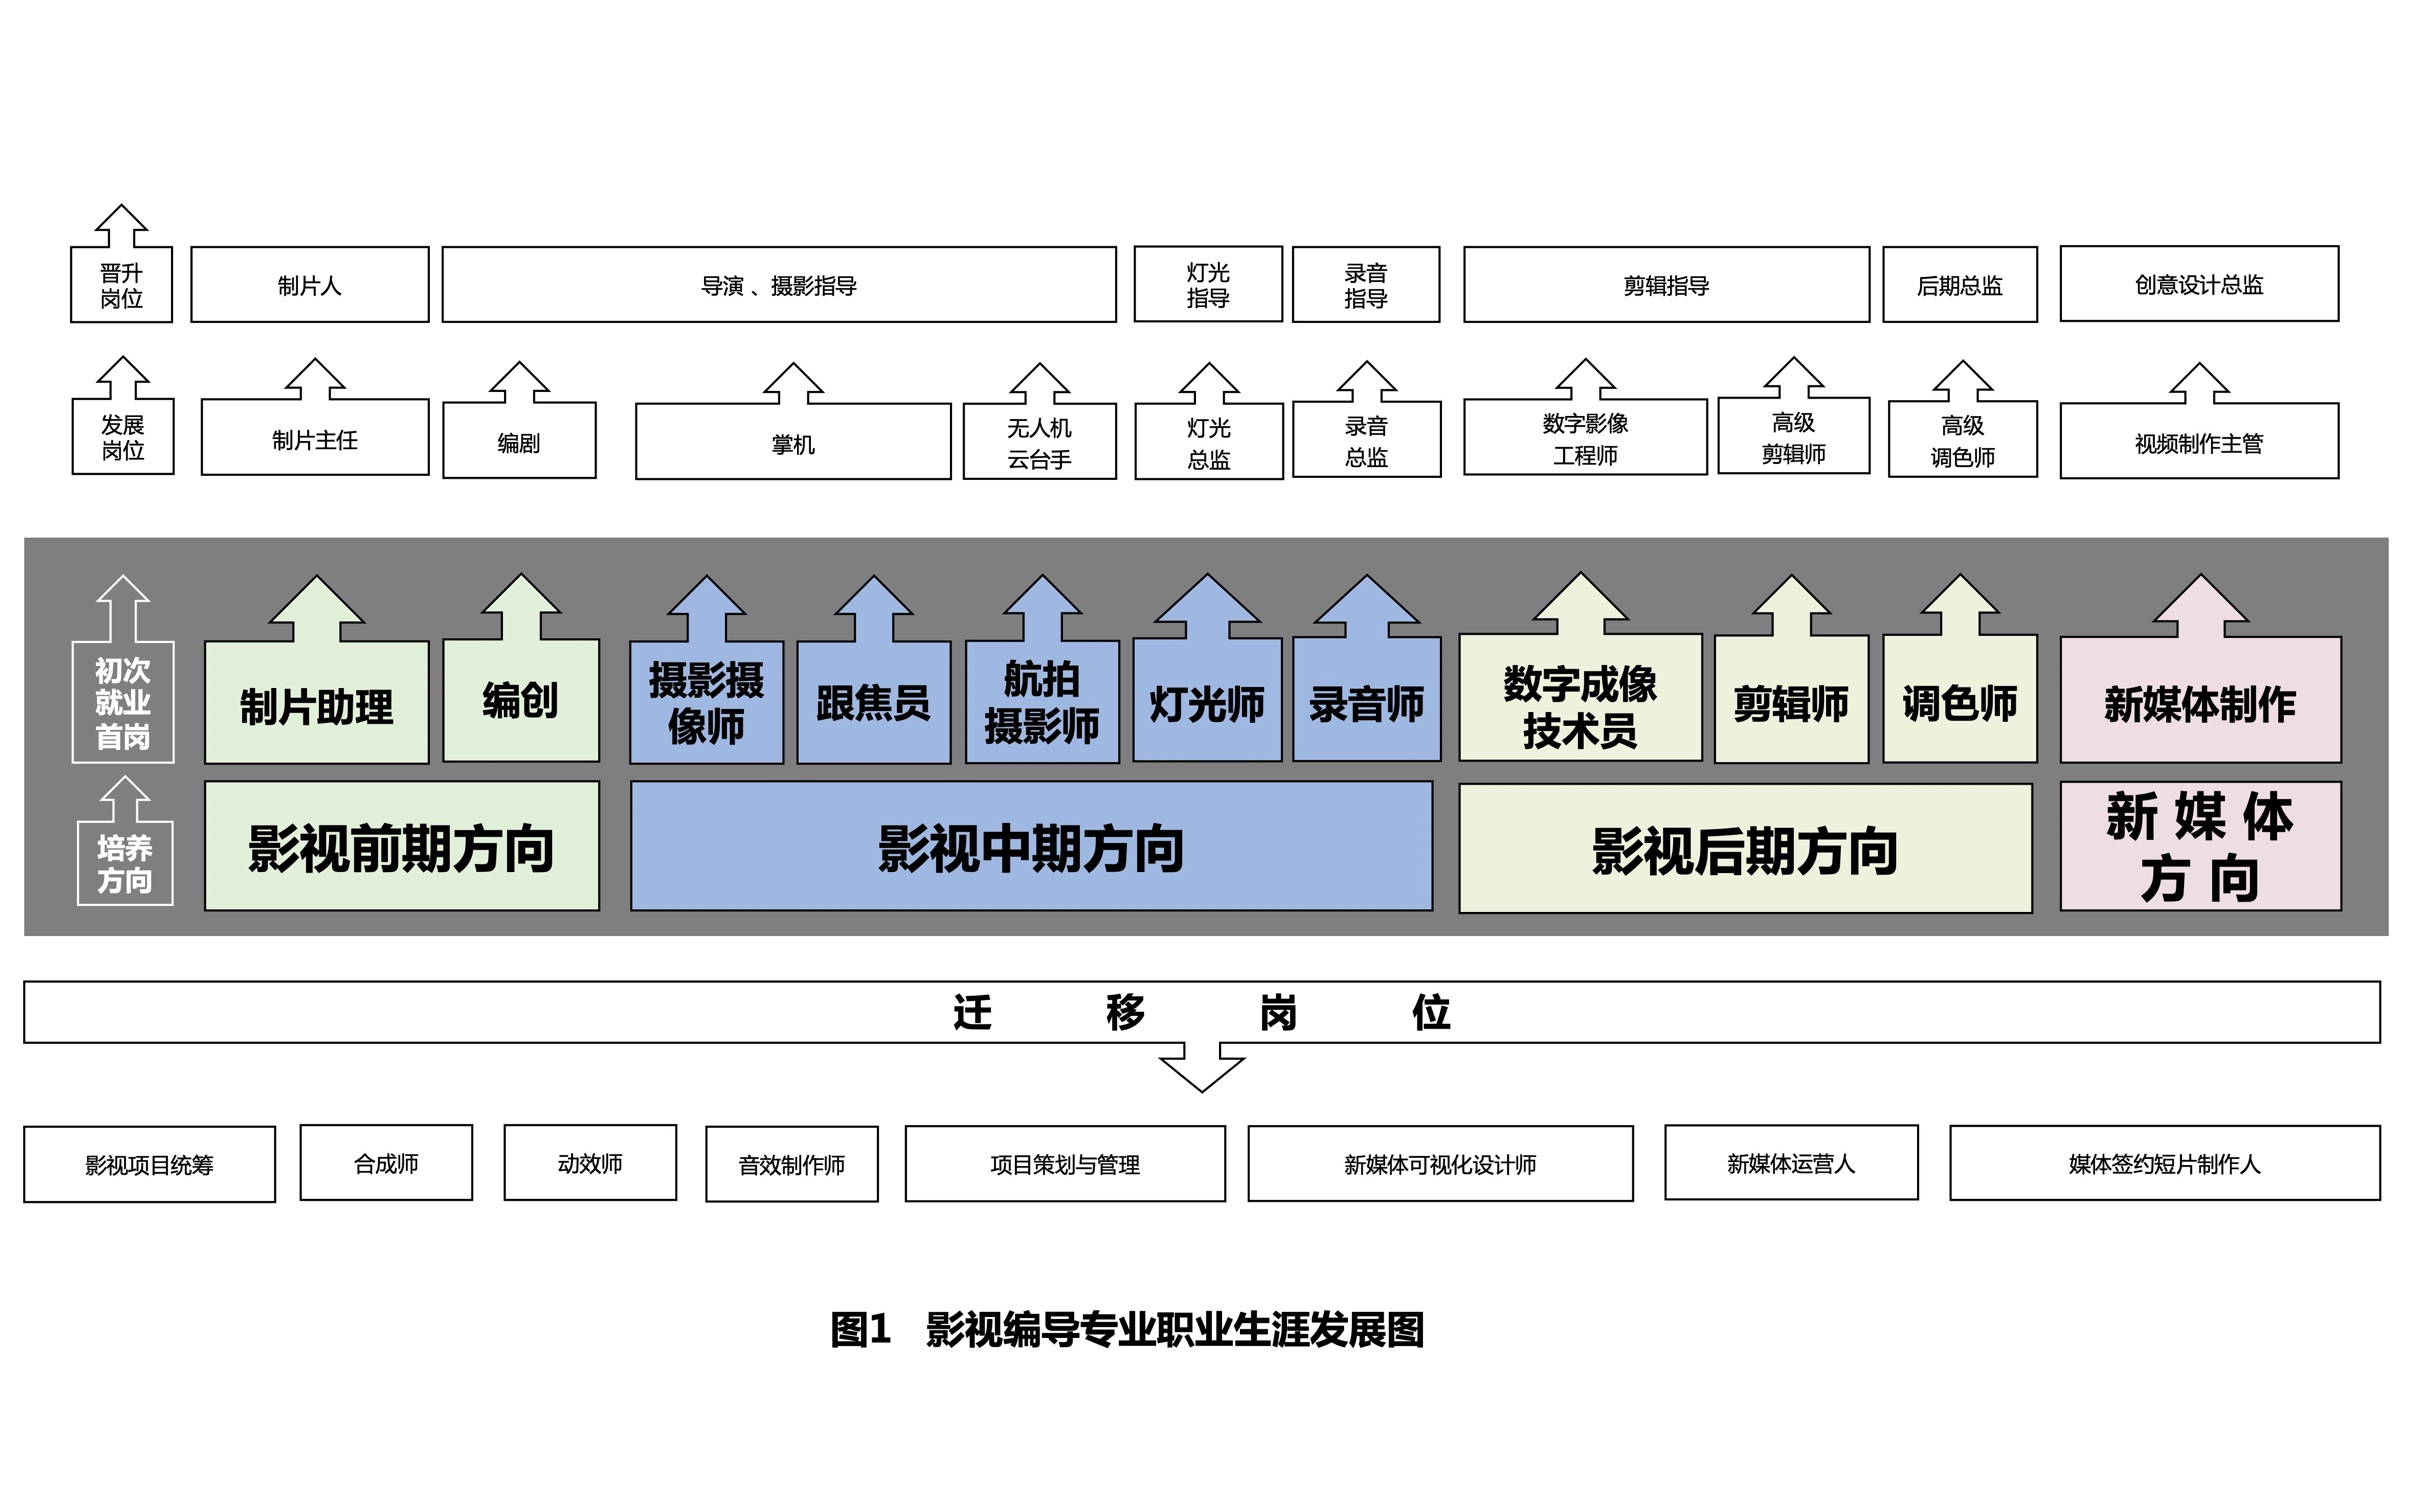 晋升
岗位
制片人
导演 、摄影指导
灯光
指导
录音
指导
剪辑指导
后期总监
创意设计总监
发展
岗位
制片主任
编剧
掌机
无人机
云台手
灯光
总监
录音
总监
数字影像
工程师
高级
剪辑师
高级
调色师
视频制作主管
初次
就业
首岗
制片助理
编创
摄影摄
像师
跟焦员
航拍
摄影师
灯光师
录音师
数字成像
技术员
剪辑师
调色师
新媒体制作
培养
方向
影视前期方向
影视中期方向
影视后期方向
新 媒 体
方 向
迁 移 岗 位
影视项目统筹
合成师
动效师
音效制作师
项目策划与管理
新媒体可视化设计师
新媒体运营人
媒体签约短片制作人
图1 影视编导专业职业生涯发展图